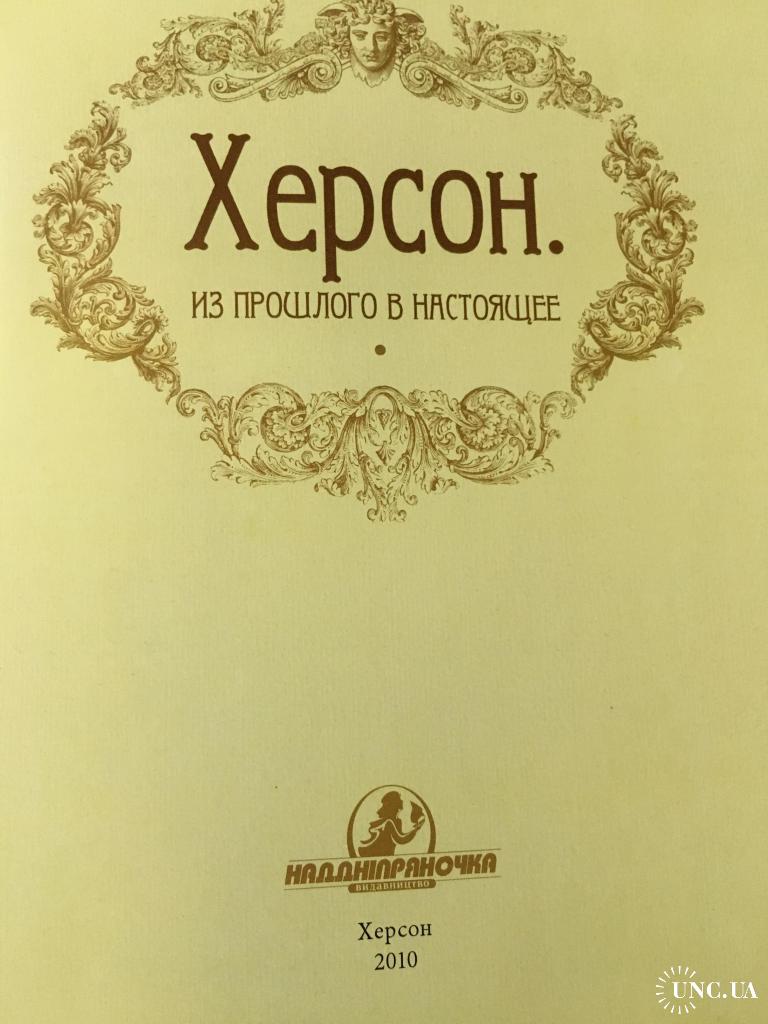 Херсон.
ИЗ ПРОШЛОГО В НАСТОЯЩЕЕ
НАДДНІПРЯНОЧКА
видавництво
Херсон
2010
UNC.UA